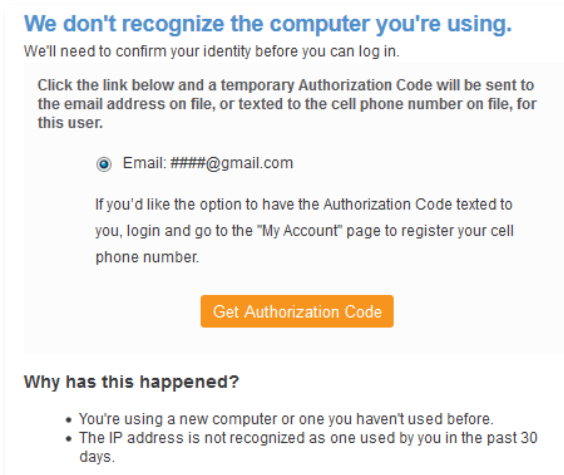 We don't recognize the computer you're using.
We'll need to confirm your identity before you can log in.
Click the link below and a temporary Authorization Code will be sent to
the email address on file, or texted to the cell phone number on file, for
this user.
Email: ####@gmail.com
If you'd like the option to have the Authorization Code texted to
you, login and go to the "My Account" page to register your cell
phone number.
Get Authorization Code
Why has this happened?
• You're using a new computer or one you haven't used before.
• The IP address is not recognized as one used by you in the past 30
days.